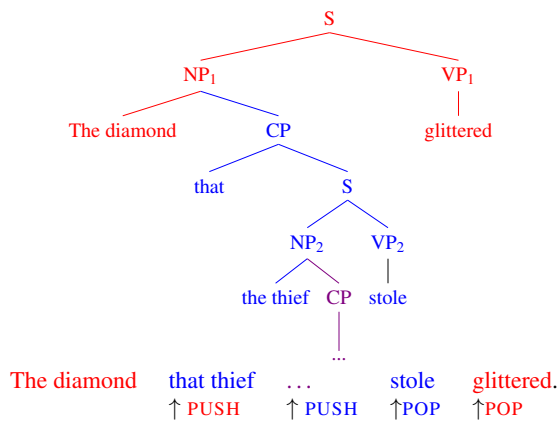 S
NP₁ VP₁
The diamond CP glittered
that S
NP₂ VP₂
the thief CP stole
...
The diamond that thief ... stole glittered.
↑ PUSH ↑ PUSH ↑POP ↑POP